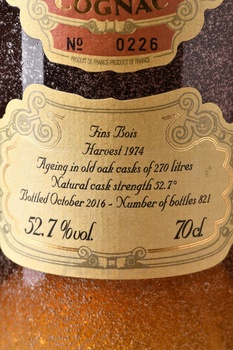 COGNAC
Nº 0226
PRODUIT DE FRANCE-PRODUCT OF FRANCE
Fins Bois
Harvest 1974
Ageing in old oak casks of 270 litres
Natural cask strength 52.7°
Bottled October 2016 - Number of bottles 821
52.7 %vol. 70cl